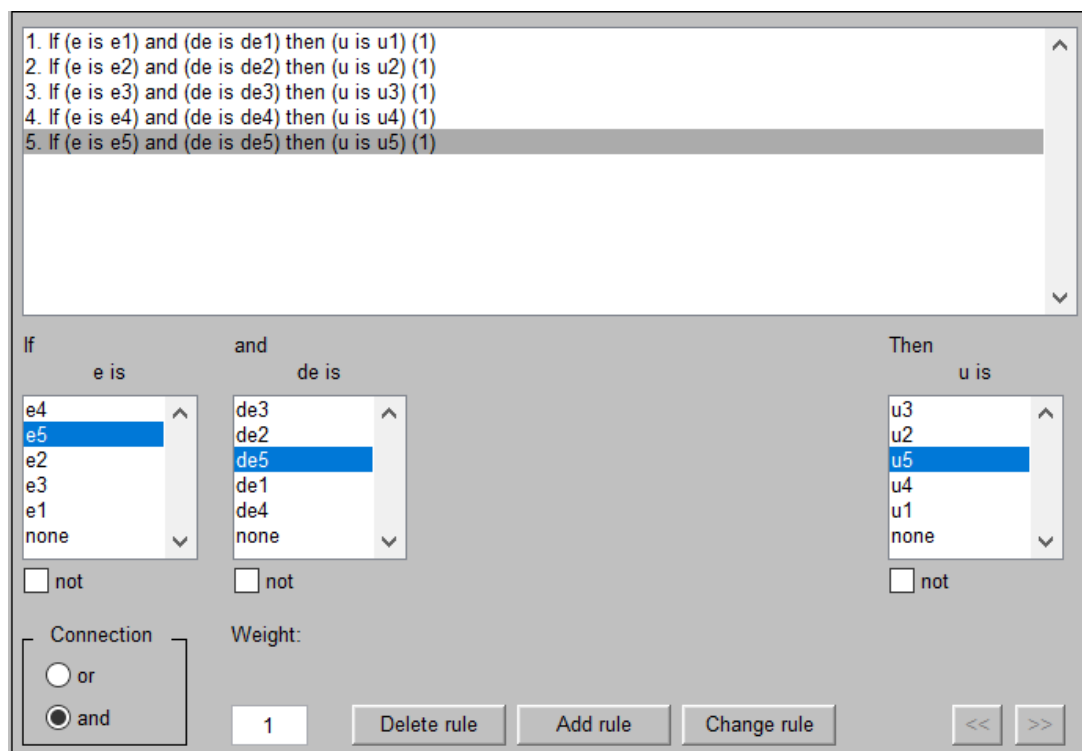 1. If (e is e1) and (de is de1) then (u is u1) (1)
2. If (e is e2) and (de is de2) then (u is u2) (1)
3. If (e is e3) and (de is de3) then (u is u3) (1)
4. If (e is e4) and (de is de4) then (u is u4) (1)
5. If (e is e5) and (de is de5) then (u is u5) (1)
If and Then
e is de is u is
e4 de3 u3
e5 de2 u2
e2 de5 u5
e3 de1 u4
e1 de4 u1
none none none
not not not
Connection Weight:
or
and 1 Delete rule Add rule Change rule << >>